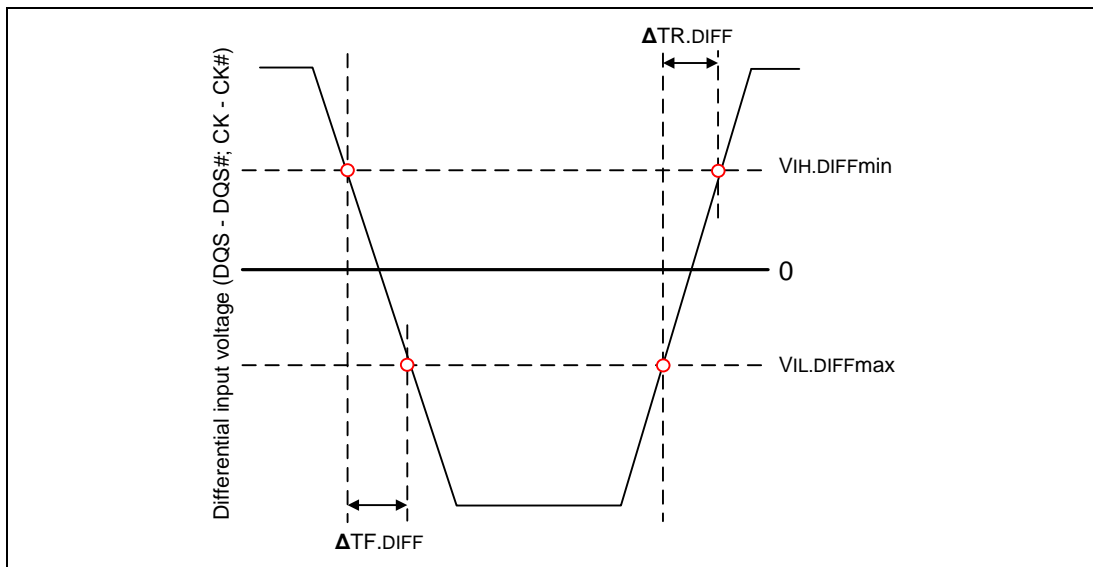 ΔTR.DIFF
Differential input voltage (DQS - DQS#; CK - CK#)
VIH.DIFFmin
0
VIL.DIFFmax
ΔTF.DIFF